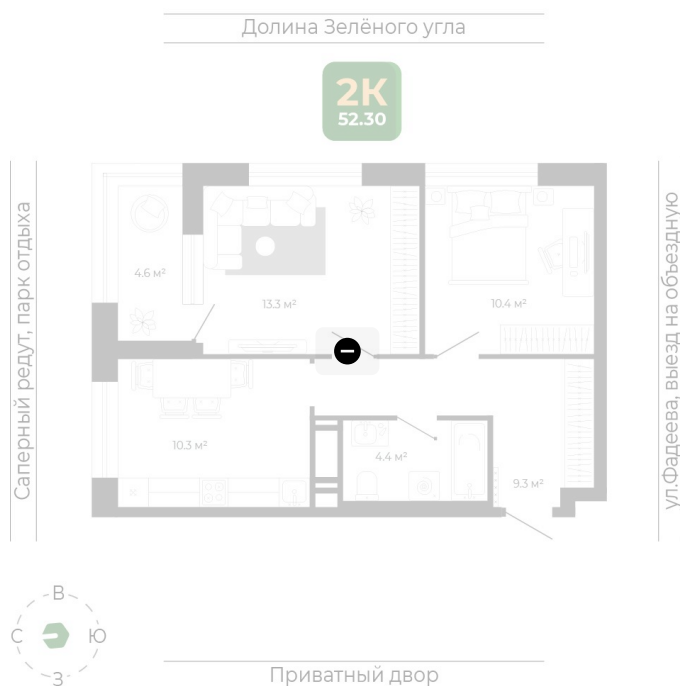 Долина Зелёного угла
2К
52.30
Саперный редут, парк отдыха
ул.Фадеева, выезд на объездную
4.6 м²
13.3 м²
10.4 м²
10.3 м²
4.4 м²
9.3 м²
В
С
Ю
З
Приватный двор